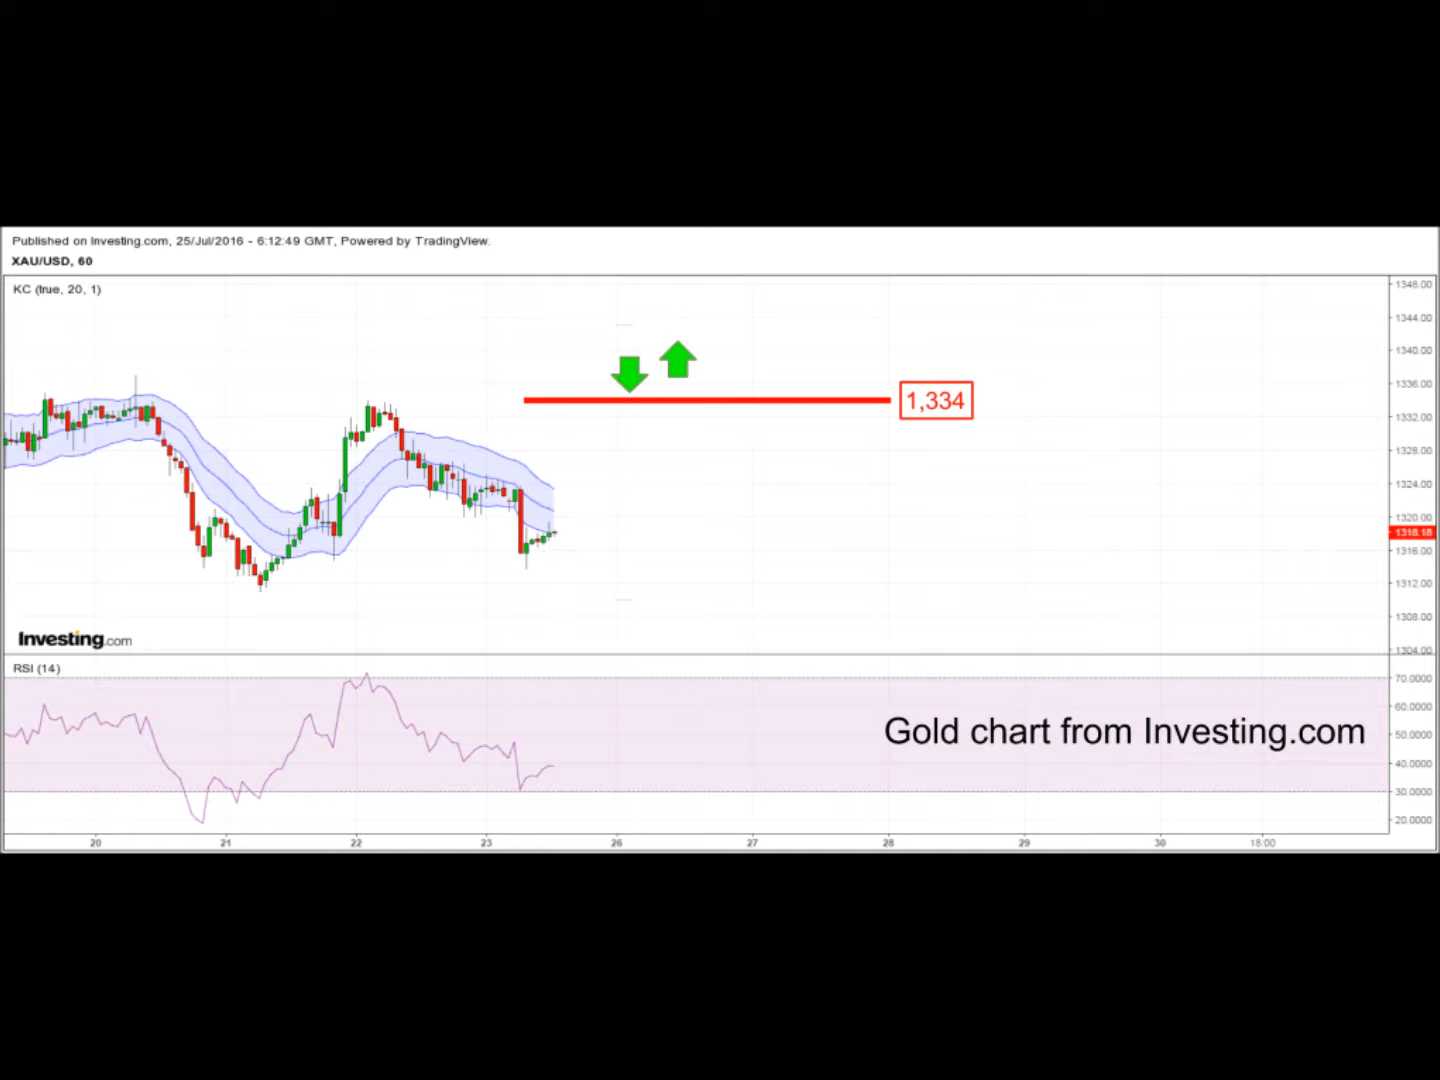 Published on Investing.com, 25/Jul/2016 - 6:12:49 GMT, Powered by TradingView.
XAU/USD, 60
KC (true, 20, 1)
1348.00
1344.00
1340.00
1336.00
1,334
1332.00
1328.00
1324.00
1320.00
1318.18
1316.00
1312.00
1308.00
Investing.com
1304.00
RSI (14)
70.0000
60.0000
Gold chart from Investing.com
50.0000
40.0000
30.0000
20.0000
20 21 22 23 26 27 28 29 30 18:00